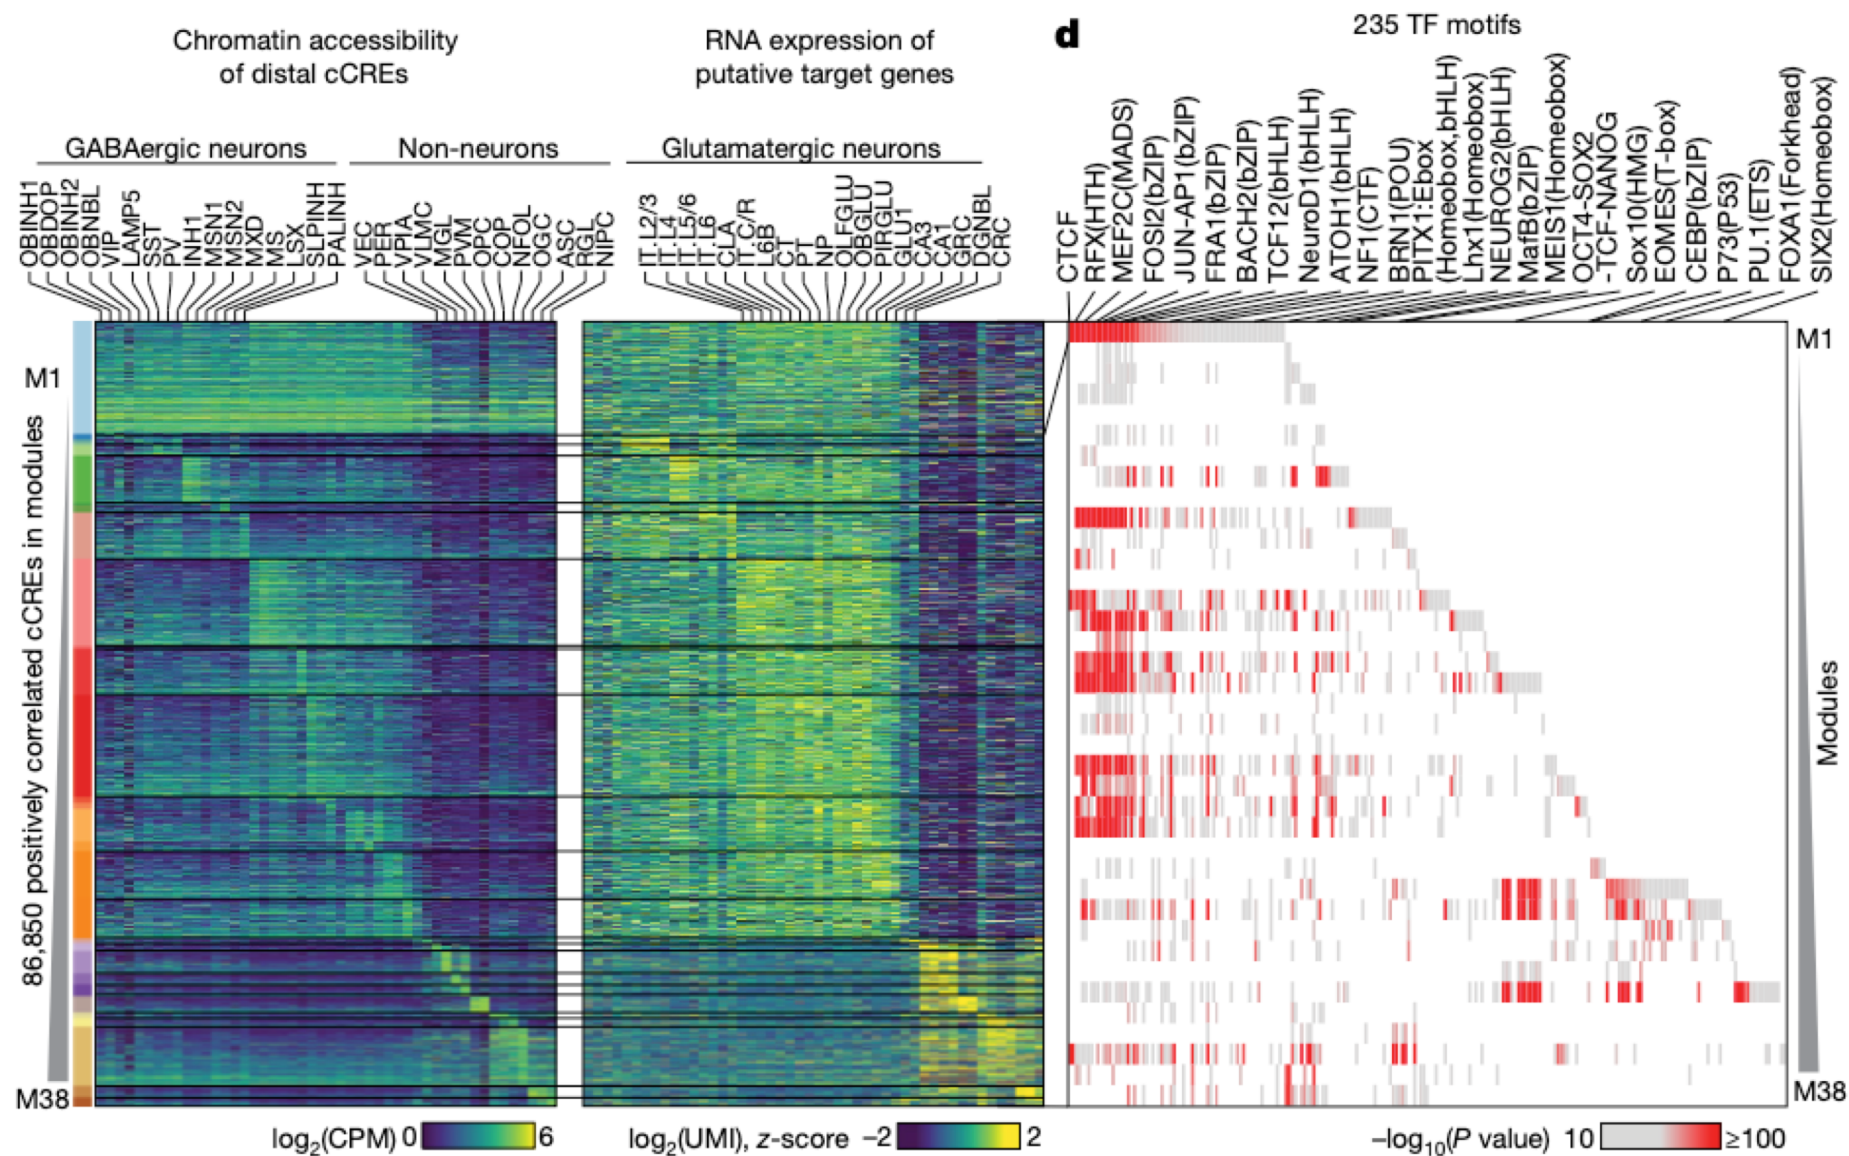 Chromatin accessibility
of distal cCREs
RNA expression of
putative target genes
d
235 TF motifs
GABAergic neurons
Non-neurons
Glutamatergic neurons
OBINH1
OBDOP
OBINH2
OBNBL
VIP
LAMP5
SST
PV
INH1
MSN1
MSN2
MXD
MS
LSX
SLPINH
PALINH
VEC
PER
VPIA
VLMC
MGL
PVM
OPC
COP
NFOL
OGC
ASC
RGL
NIPC
IT.L2/3
IT.L4
IT.L5/6
IT.L6
CLA
IT.C/R
L6B
CT
PT
NP
NI
OLFGLU
OBGLU
PIRGLU
GLU1
CA3
CA1
GRC
DGNBL
CRC
CTCF
RFX(HTH)
MEF2C(MADS)
FOSl2(bZIP)
JUN-AP1(bZIP)
FRA1(bZIP)
BACH2(bZIP)
TCF12(bHLH)
NeuroD1(bHLH)
ATOH1(bHLH)
NF1(CTF)
BRN1(POU)
PITX1:Ebox
(Homeobox,bHLH)
Lhx1(Homeobox)
NEUROG2(bHLH)
MafB(bZIP)
MEIS1(Homeobox)
OCT4-SOX2
-TCF-NANOG
Sox10(HMG)
EOMES(T-box)
CEBP(bZIP)
P73(P53)
PU.1(ETS)
FOXA1(Forkhead)
SIX2(Homeobox)
M1
86,850 positively correlated cCREs in modules
M38
M1
Modules
M38
log2(CPM) 0 6
log2(UMI), z-score −2 2
−log10(P value) 10 ≥100